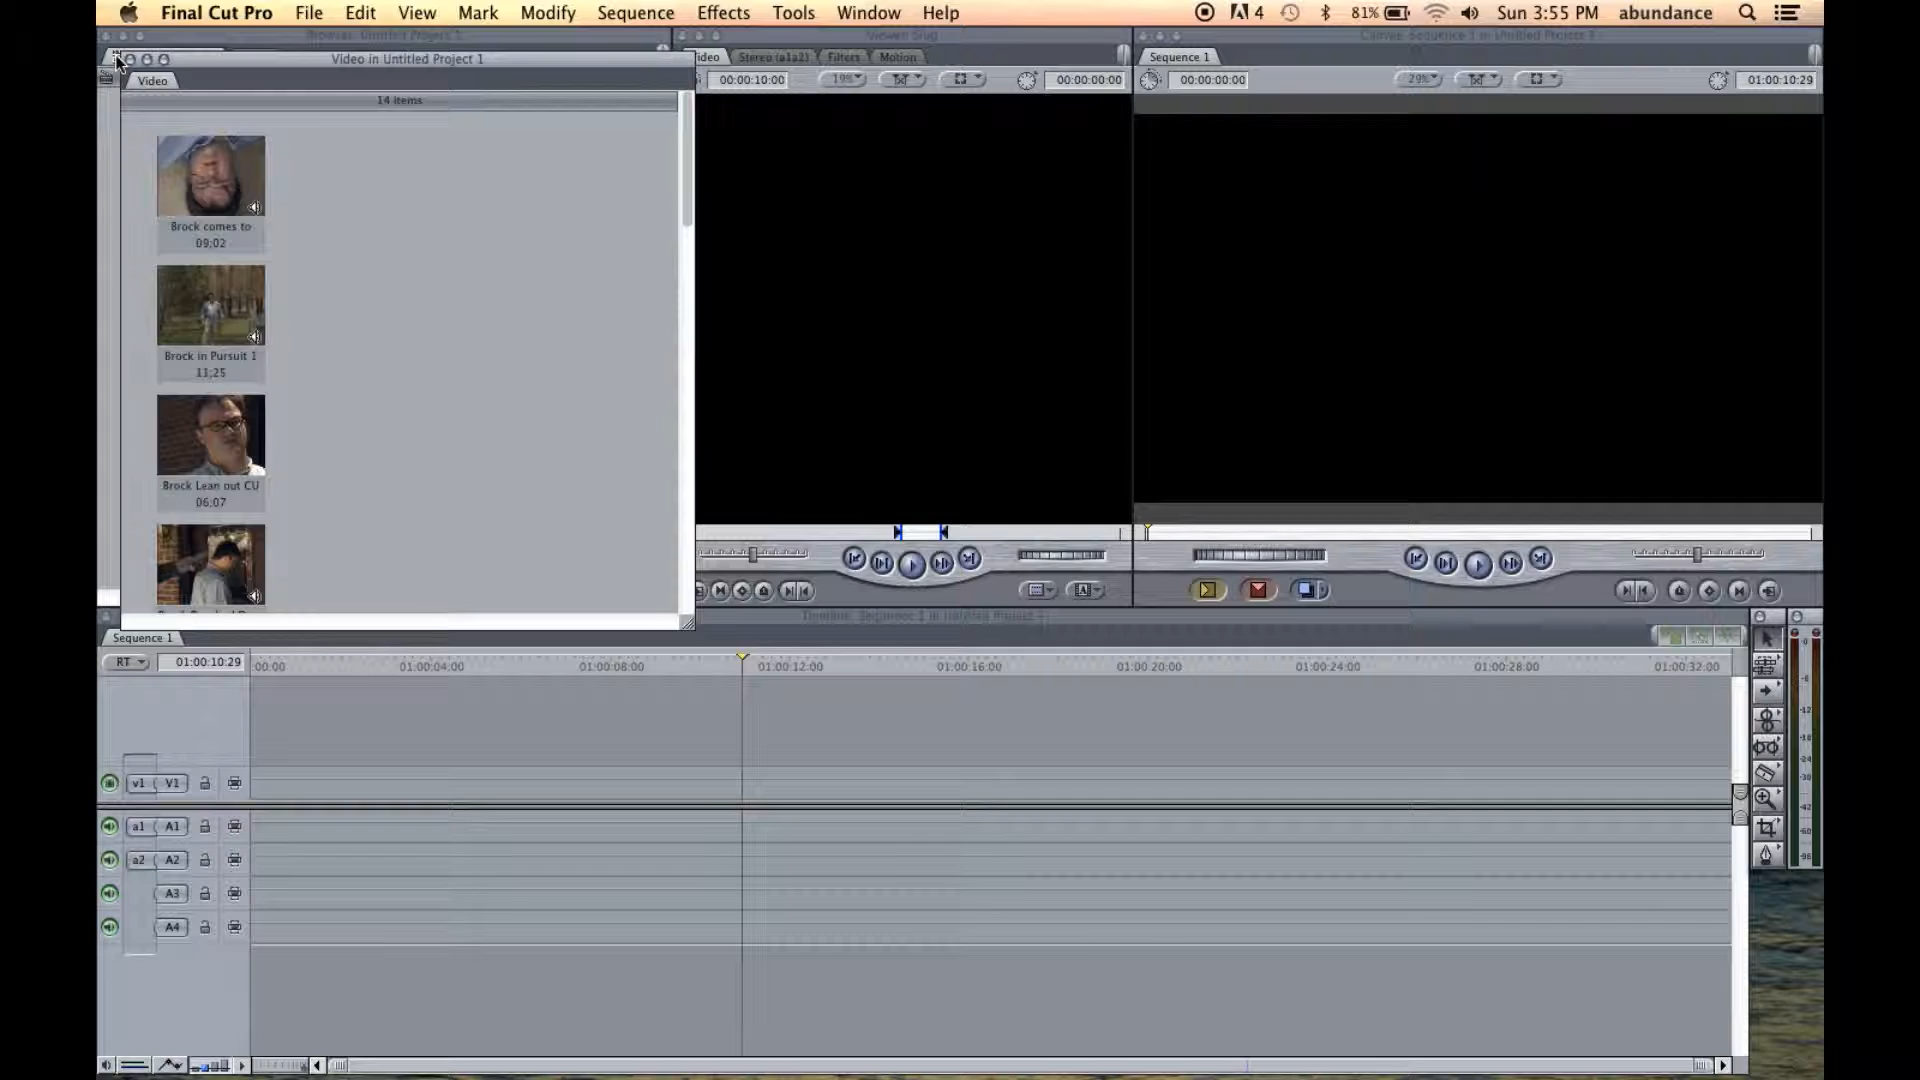 Final Cut Pro File Edit View Mark Modify Sequence Effects Tools Window Help 4 81% Sun 3:55 PM abundance
Browser: Untitled Project 1
Viewer: Slug
Canvas: Sequence 1 in Untitled Project 1
Video in Untitled Project 1
Video
14 items
Brock comes to
09;02
Brock in Pursuit 1
11;25
Brock Lean out CU
06;07
Video Stereo (a1a2) Filters Motion
00:00:10:00 19% 00:00:00:00
Sequence 1
00:00:00:00 29% 01:00:10:29
Timeline: Sequence 1 in Untitled Project 1
Sequence 1
RT 01:00:10:29
:00:00 01:00:04:00 01:00:08:00 01:00:12:00 01:00:16:00 01:00:20:00 01:00:24:00 01:00:28:00 01:00:32:00
v1 V1
a1 A1
a2 A2
A3
A4